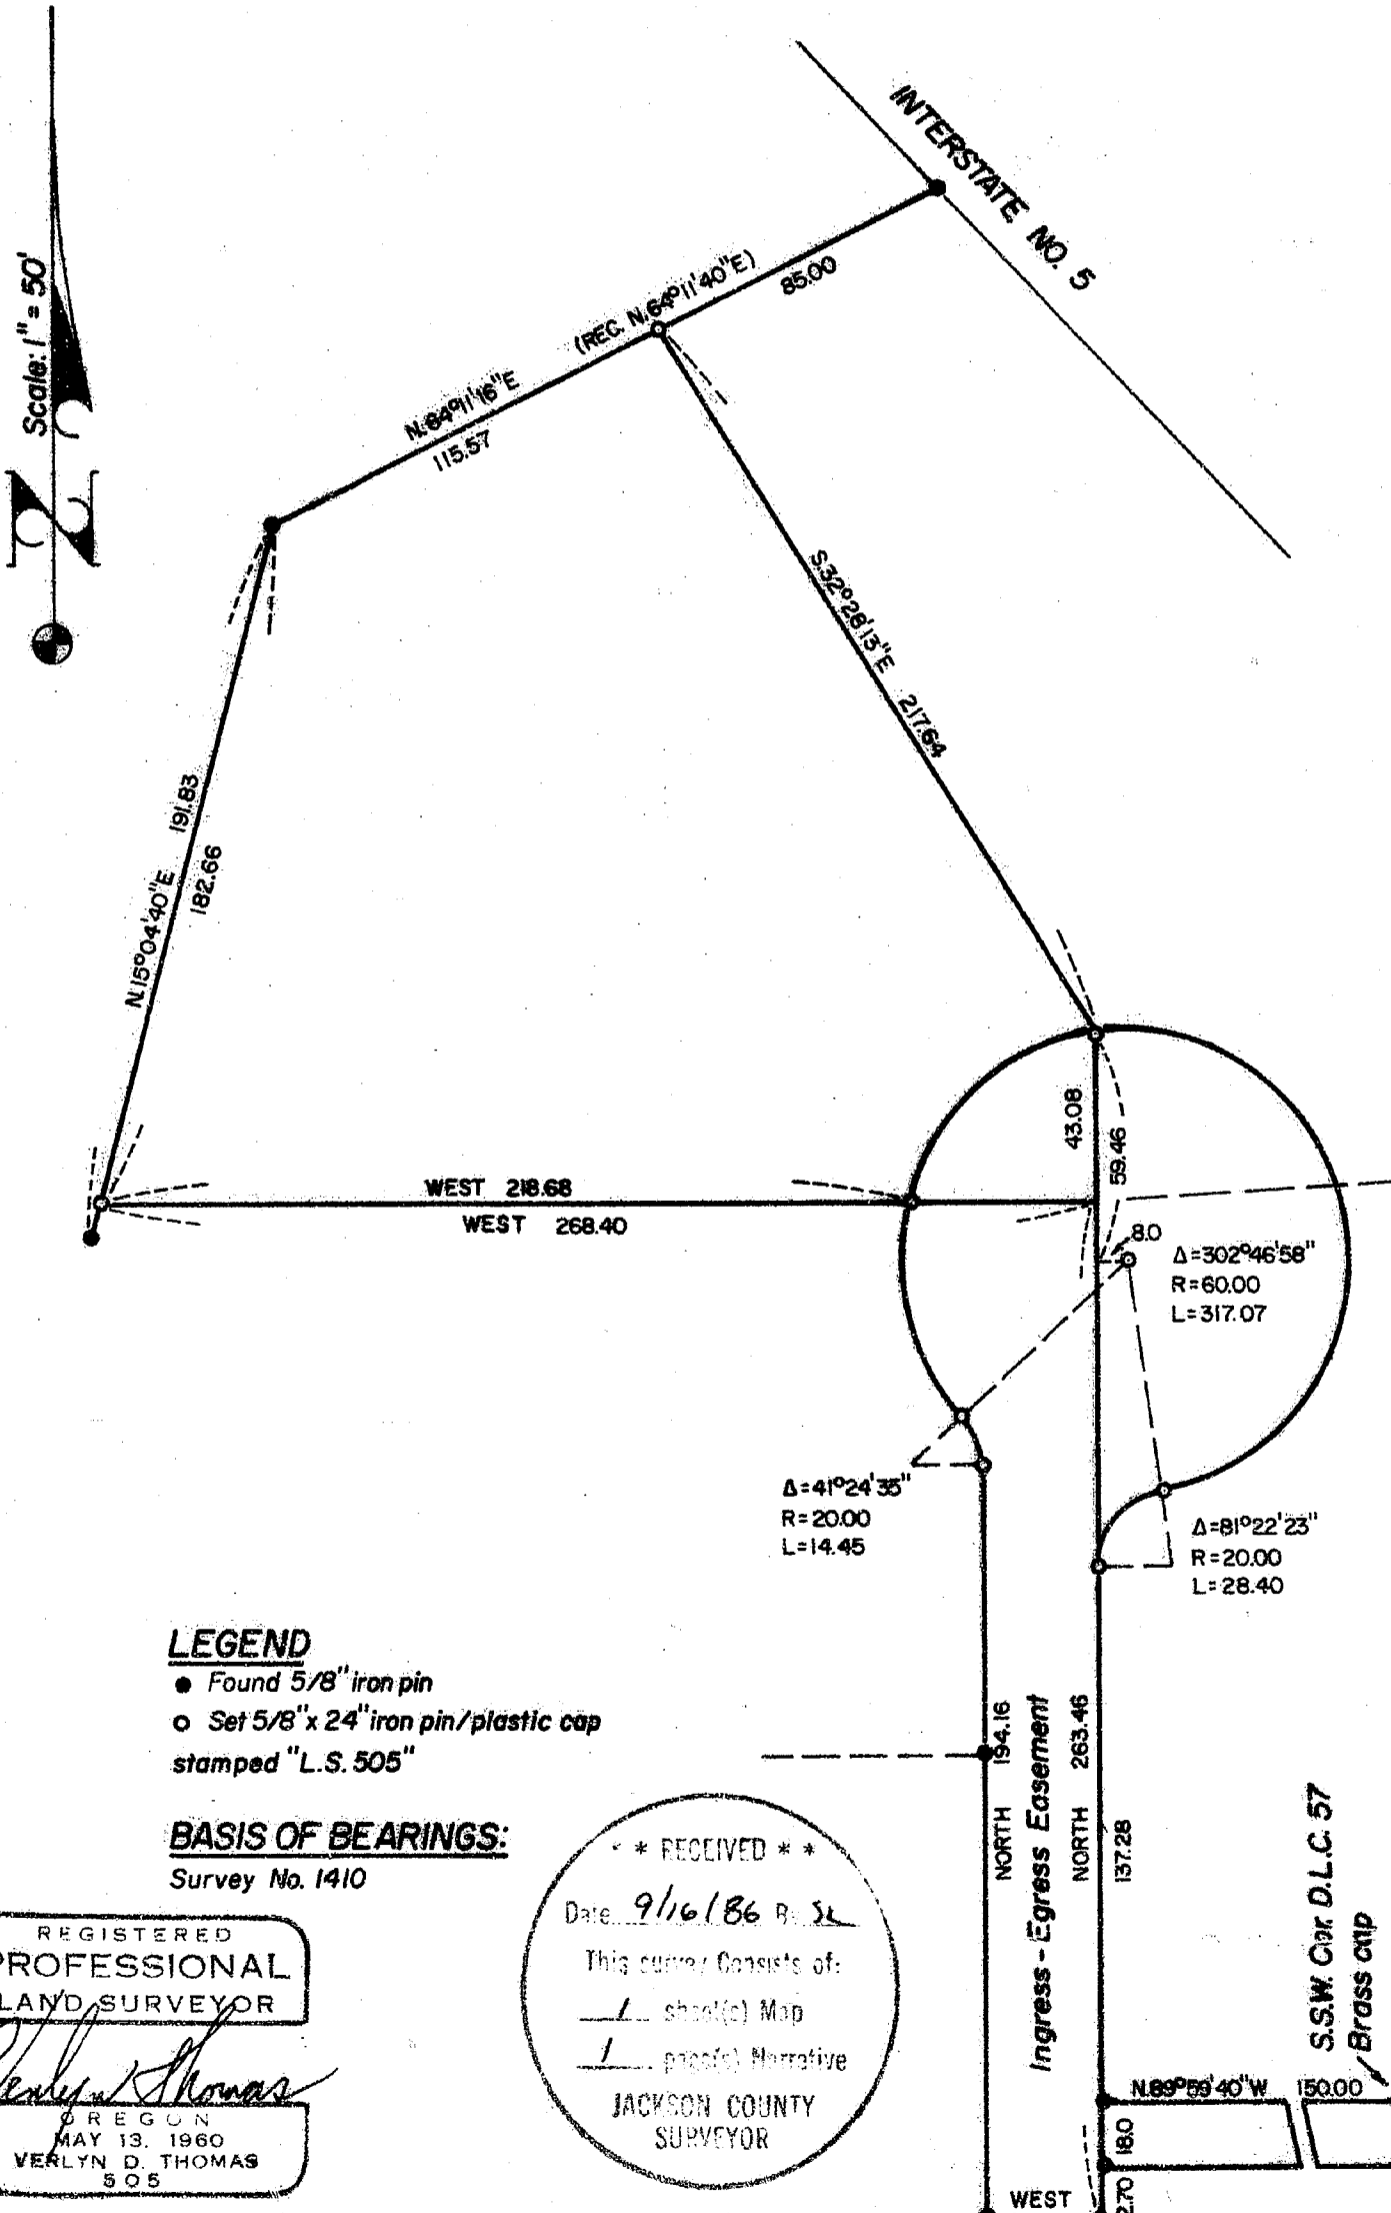 Scale: 1" = 50'
N
INTERSTATE NO. 5
(REC. N.64°11'40"E)
85.00
N.64°11'16"E
115.57
S.32°28'13"E 217.64
N.15°04'40"E 191.83
182.66
WEST 218.68
WEST 268.40
43.08
59.46
8.0
Δ=302°46'58"
R=60.00
L=317.07
Δ=41°24'35"
R=20.00
L=14.45
Δ=81°22'23"
R=20.00
L=28.40
LEGEND
● Found 5/8" iron pin
○ Set 5/8" x 24" iron pin/plastic cap
stamped "L.S. 505"
BASIS OF BEARINGS:
Survey No. 1410
NORTH 194.16
Ingress - Egress Easement
NORTH 263.46
137.28
S.S.W. Cor. D.L.C. 57
Brass cap
N.89°59'40"W 150.00
18.0
2.70
WEST
REGISTERED
PROFESSIONAL
LAND SURVEYOR
Verlyn Thomas
OREGON
MAY 13, 1960
VERLYN D. THOMAS
505
* * RECEIVED * *
Date 9/16/86 By SL
This survey Consists of:
1 sheet(s) Map
1 page(s) Narrative
JACKSON COUNTY
SURVEYOR